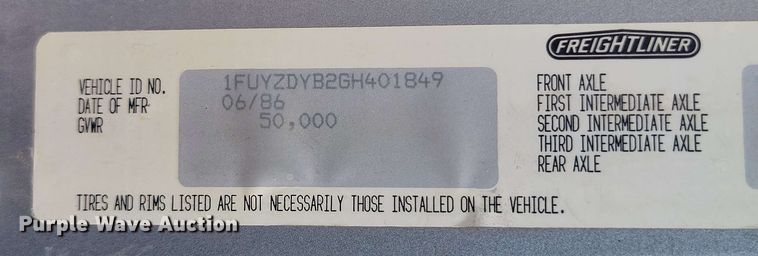 FREIGHTLINER
VEHICLE ID NO. 1FUYZDYB2GH401849
DATE OF MFR 06/86
GVWR 50,000
FRONT AXLE
FIRST INTERMEDIATE AXLE
SECOND INTERMEDIATE AXLE
THIRD INTERMEDIATE AXLE
REAR AXLE
TIRES AND RIMS LISTED ARE NOT NECESSARILY THOSE INSTALLED ON THE VEHICLE.
Purple Wave Auction